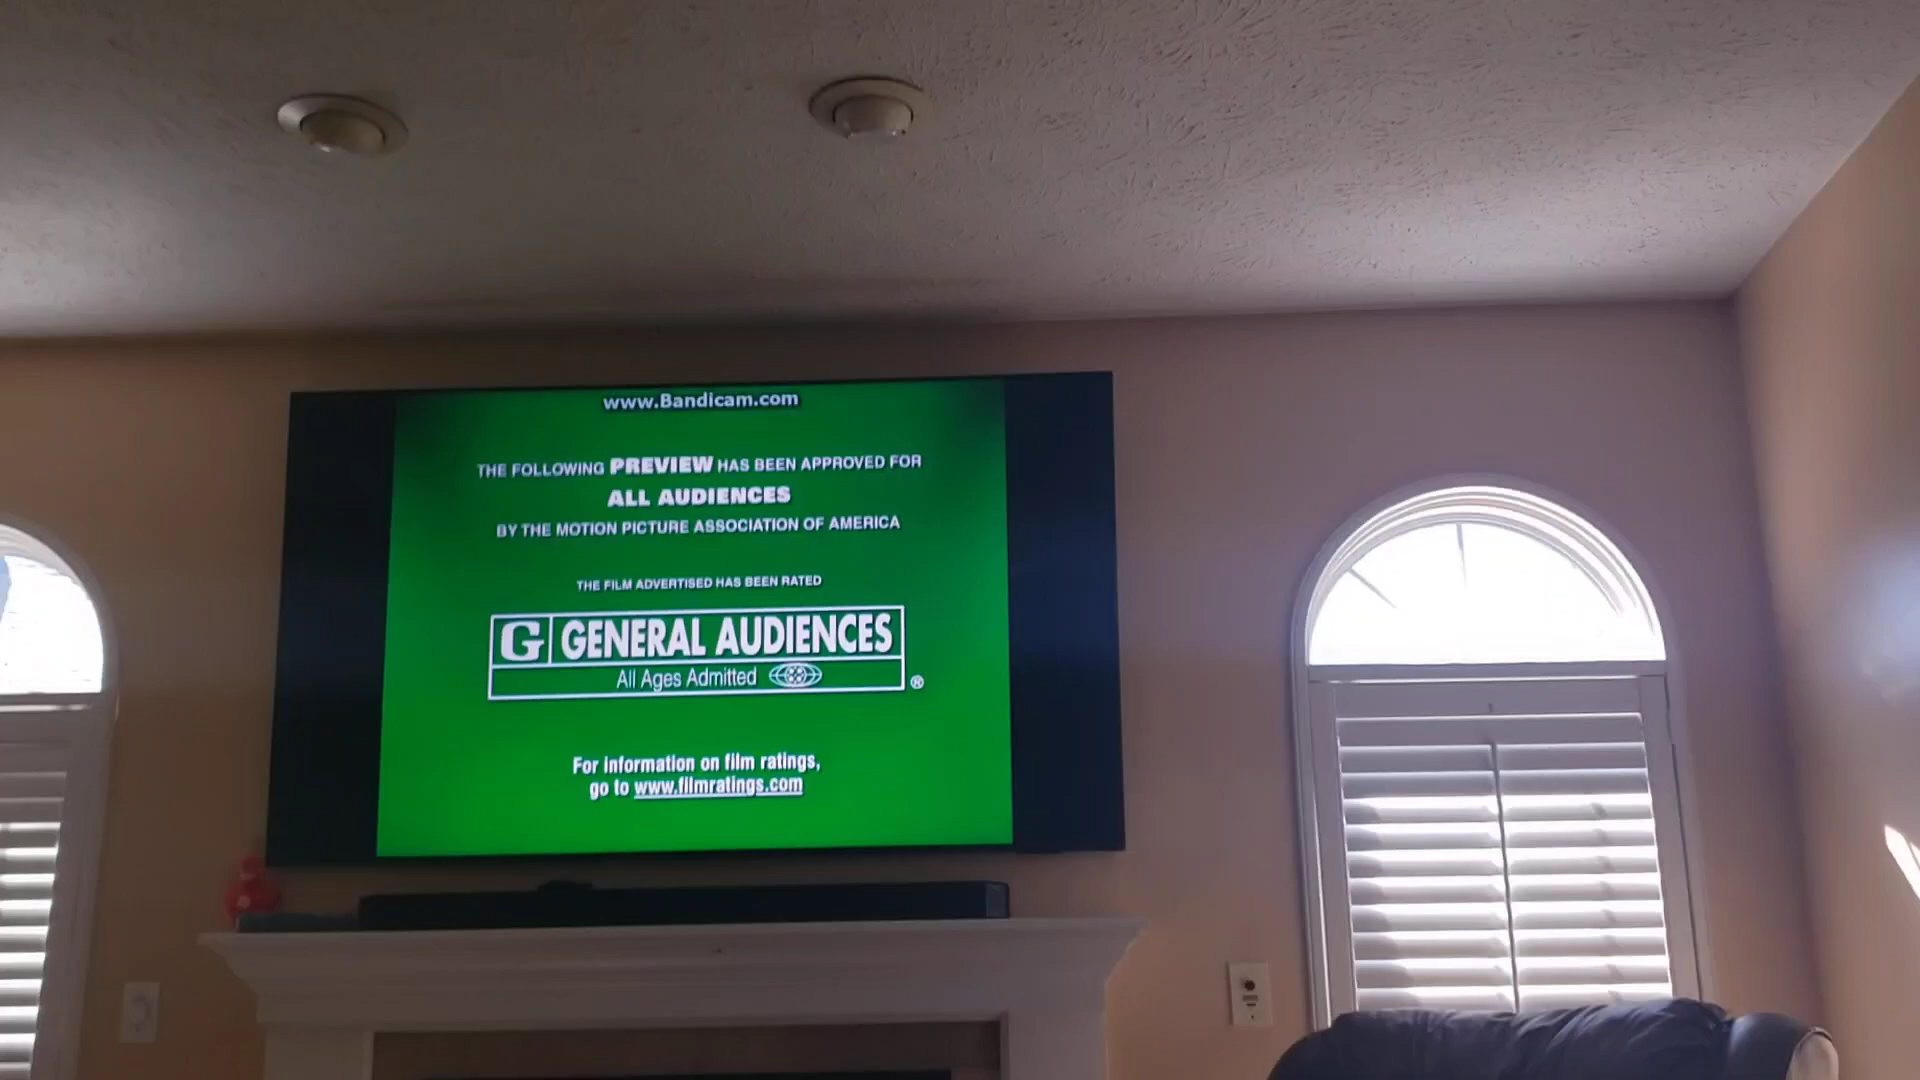 www.Bandicam.com
THE FOLLOWING PREVIEW HAS BEEN APPROVED FOR
ALL AUDIENCES
BY THE MOTION PICTURE ASSOCIATION OF AMERICA
THE FILM ADVERTISED HAS BEEN RATED
G GENERAL AUDIENCES
All Ages Admitted ®
For information on film ratings,
go to www.filmratings.com